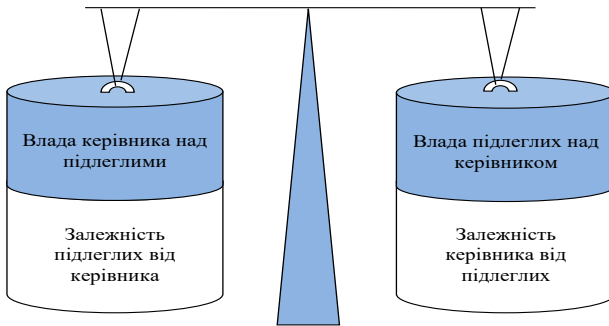 Влада керівника над
підлеглими
Залежність
підлеглих від
керівника
Влада підлеглих над
керівником
Залежність
керівника від
підлеглих